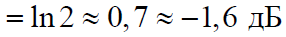 = ln 2 ≈ 0,7 ≈ −1,6 дБ